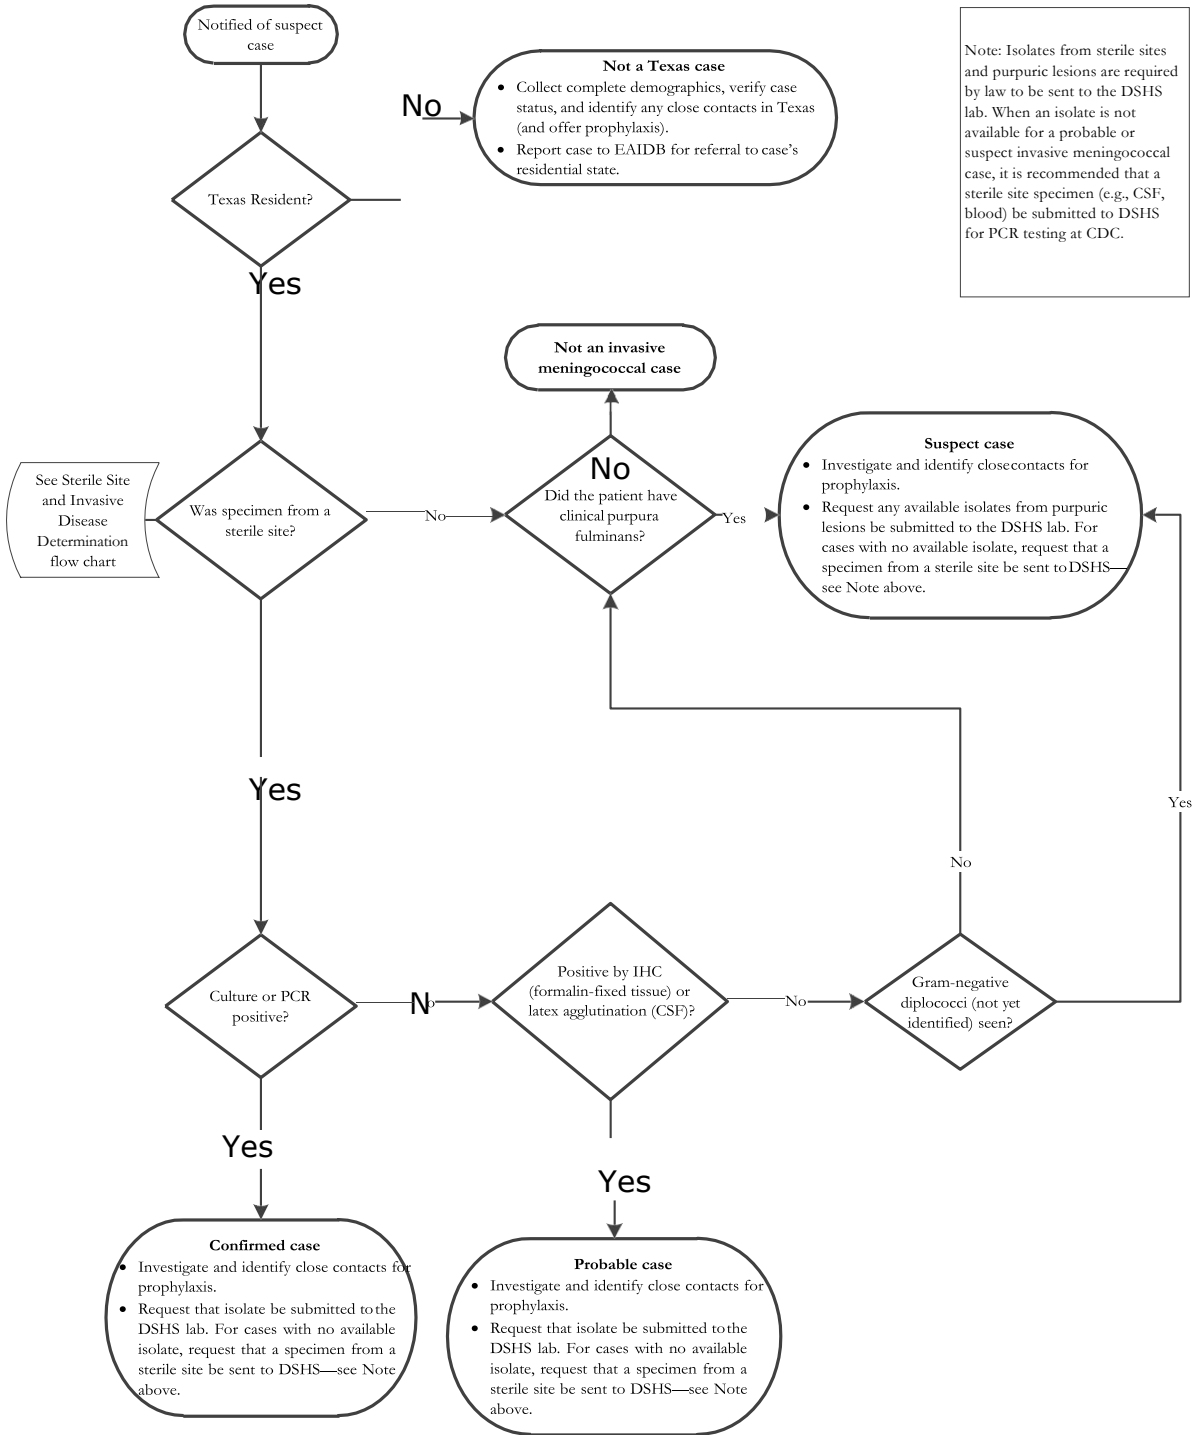 Notified of suspect
case
Note: Isolates from sterile sites
and purpuric lesions are required
by law to be sent to the DSHS
lab. When an isolate is not
available for a probable or
suspect invasive meningococcal
case, it is recommended that a
sterile site specimen (e.g., CSF,
blood) be submitted to DSHS
for PCR testing at CDC.
No
Not a Texas case
• Collect complete demographics, verify case
status, and identify any close contacts in Texas
(and offer prophylaxis).
• Report case to EAIDB for referral to case's
residential state.
Texas Resident?
Yes
Not an invasive
meningococcal case
See Sterile Site
and Invasive
Disease
Determination
flow chart
Was specimen from a
sterile site?
No
No
Did the patient have
clinical purpura
fulminans?
Yes
Suspect case
• Investigate and identify close contacts for
prophylaxis.
• Request any available isolates from purpuric
lesions be submitted to the DSHS lab. For
cases with no available isolate, request that a
specimen from a sterile site be sent to DSHS—
see Note above.
Yes
Yes
No
Culture or PCR
positive?
No
Positive by IHC
(formalin-fixed tissue) or
latex agglutination (CSF)?
No
Gram-negative
diplococci (not yet
identified) seen?
Yes
Yes
Confirmed case
• Investigate and identify close contacts for
prophylaxis.
• Request that isolate be submitted to the
DSHS lab. For cases with no available
isolate, request that a specimen from a
sterile site be sent to DSHS—see Note
above.
Probable case
• Investigate and identify close contacts for
prophylaxis.
• Request that isolate be submitted to the
DSHS lab. For cases with no available
isolate, request that a specimen from a
sterile site be sent to DSHS—see Note
above.